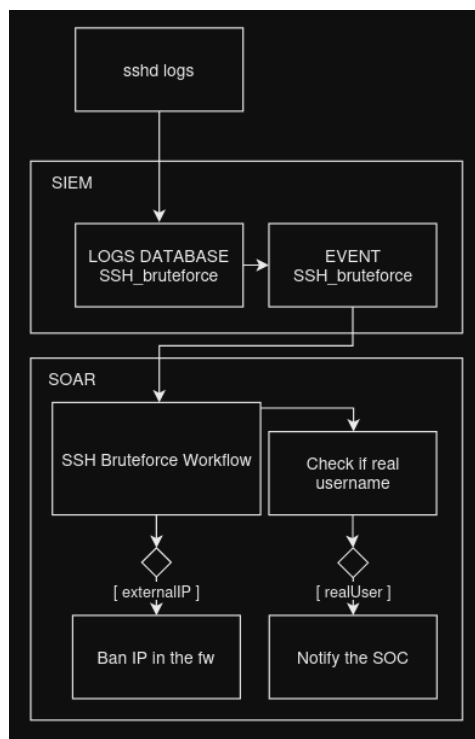 sshd logs
SIEM
LOGS DATABASE
SSH_bruteforce
EVENT
SSH_bruteforce
SOAR
SSH Bruteforce Workflow
Check if real
username
[ externalIP ]
[ realUser ]
Ban IP in the fw
Notify the SOC